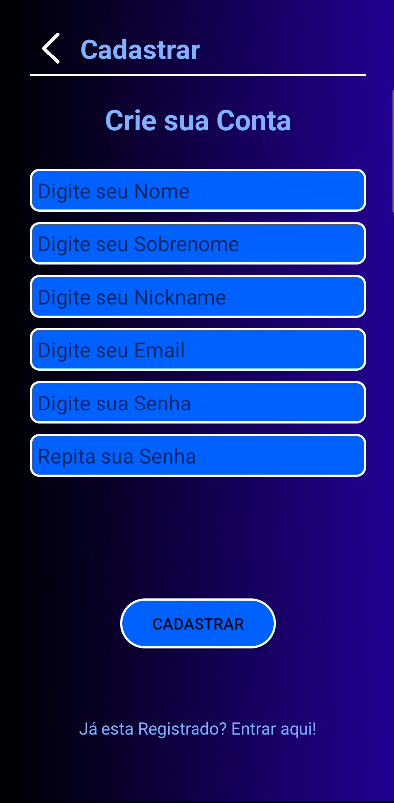 Cadastrar
Crie sua Conta
Digite seu Nome
Digite seu Sobrenome
Digite seu Nickname
Digite seu Email
Digite sua Senha
Repita sua Senha
CADASTRAR
Já esta Registrado? Entrar aqui!